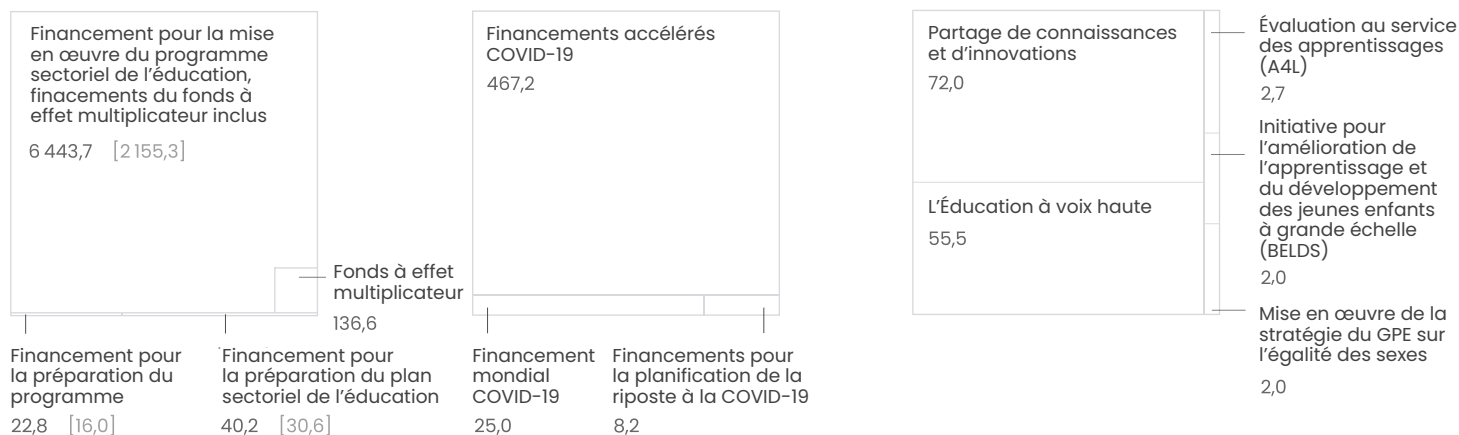 Financement pour la mise
en œuvre du programme
sectoriel de l’éducation,
finacements du fonds à
effet multiplicateur inclus
6 443,7 [2 155,3]
Fonds à effet
multiplicateur
136,6
Financement pour
la préparation du
programme
22,8 [16,0]
Financement pour
la préparation du plan
sectoriel de l’éducation
40,2 [30,6]
Financements accélérés
COVID-19
467,2
Financement
mondial
COVID-19
25,0
Financements pour
la planification de la
riposte à la COVID-19
8,2
Partage de connaissances
et d’innovations
72,0
L’Éducation à voix haute
55,5
Évaluation au service
des apprentissages
(A4L)
2,7
Initiative pour
l’amélioration de
l’apprentissage et
du développement
des jeunes enfants
à grande échelle
(BELDS)
2,0
Mise en œuvre de la
stratégie du GPE sur
l’égalité des sexes
2,0